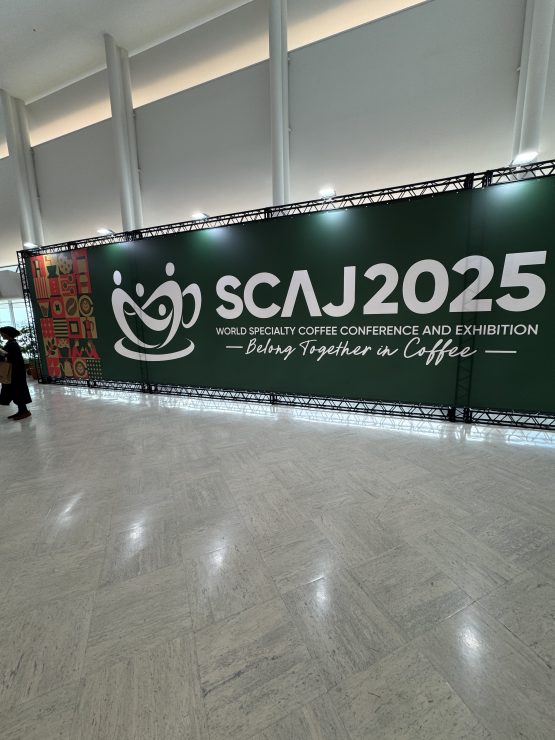 SCAJ2025
WORLD SPECIALTY COFFEE CONFERENCE AND EXHIBITION
— Belong Together in Coffee —